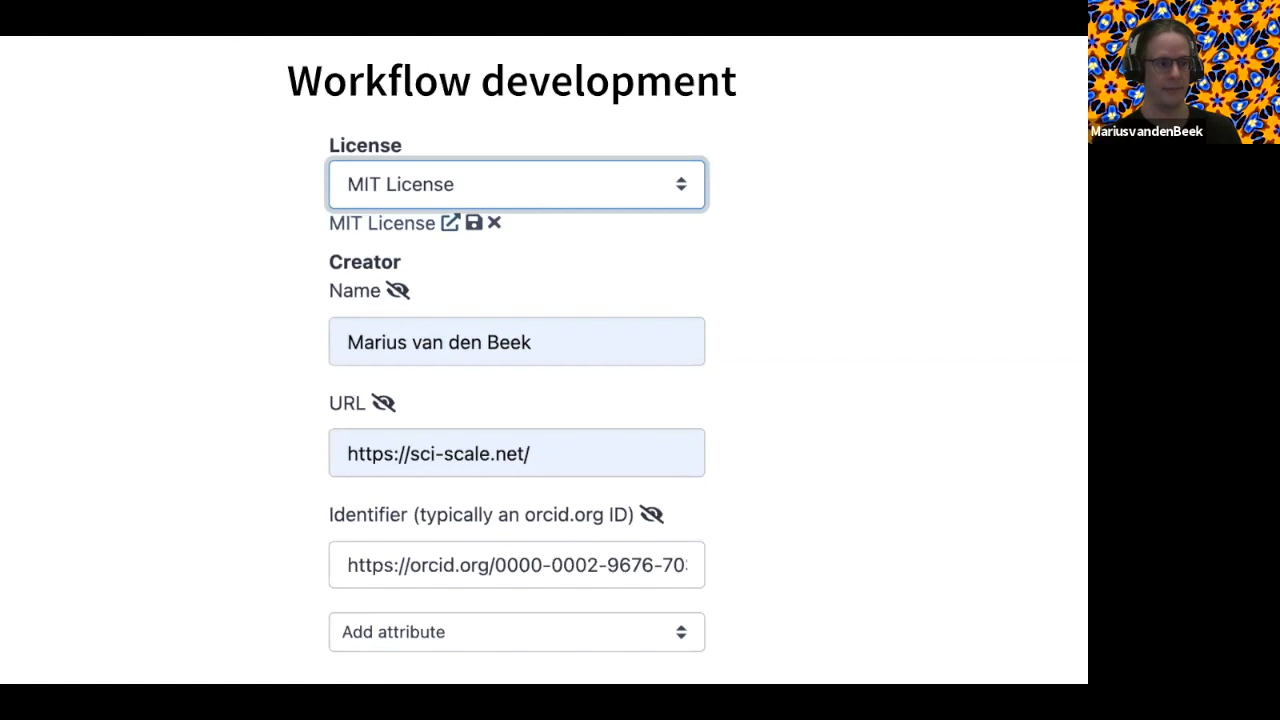 Workflow development
License
MIT License
MIT License
Creator
Name
Marius van den Beek
URL
https://sci-scale.net/
Identifier (typically an orcid.org ID)
https://orcid.org/0000-0002-9676-70
Add attribute
MariusvandenBeek